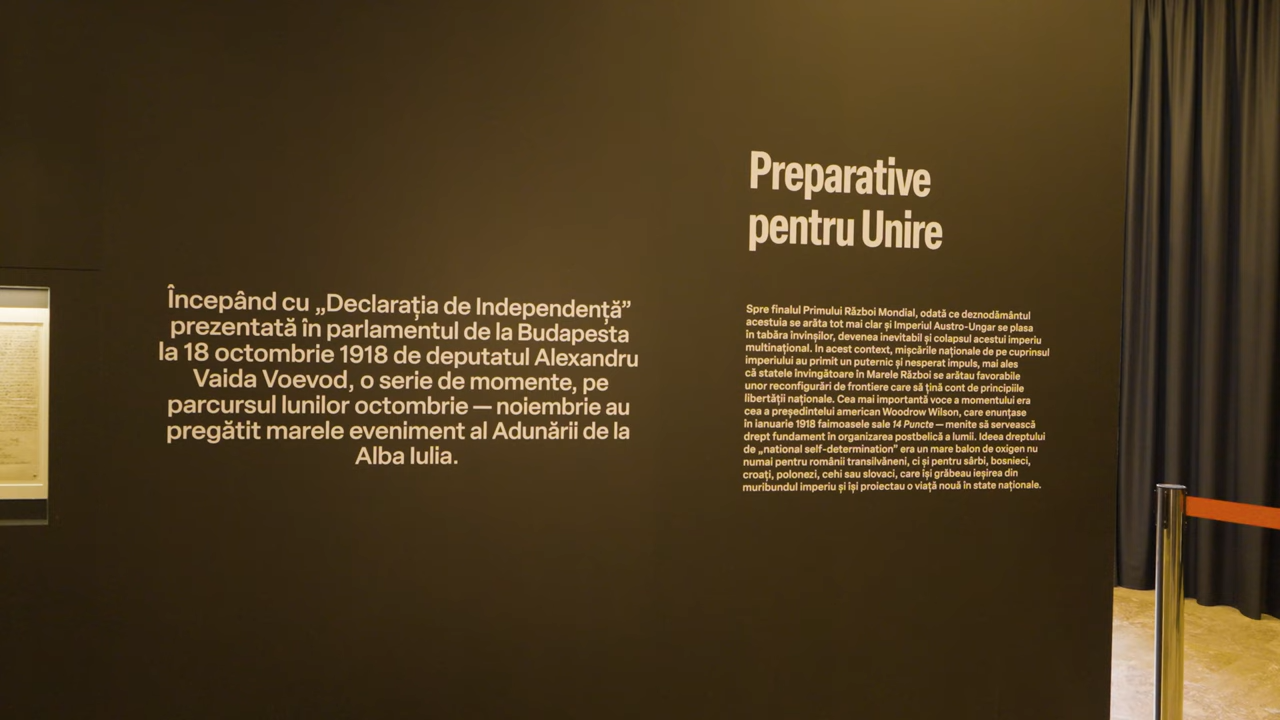 Începând cu „Declarația de Independență”
prezentată în parlamentul de la Budapesta
la 18 octombrie 1918 de deputatul Alexandru
Vaida Voevod, o serie de momente, pe
parcursul lunilor octombrie — noiembrie au
pregătit marele eveniment al Adunării de la
Alba Iulia.
Preparative
pentru Unire
Spre finalul Primului Război Mondial, odată ce deznodământul
acestuia se arăta tot mai clar și Imperiul Austro-Ungar se plasa
în tabăra învinșilor, devenea inevitabil și colapsul acestui imperiu
multinațional. În acest context, mișcările naționale de pe cuprinsul
imperiului au primit un puternic și nesperat impuls, mai ales
că statele învingătoare în Marele Război se arătau favorabile
unor reconfigurări de frontiere care să țină cont de principiile
libertății naționale. Cea mai importantă voce a momentului era
cea a președintelui american Woodrow Wilson, care enunțase
în ianuarie 1918 faimoasele sale 14 Puncte — menite să servească
drept fundament în organizarea postbelică a lumii. Ideea dreptului
de „national self-determination” era un mare balon de oxigen nu
numai pentru românii transilvăneni, ci și pentru sârbi, bosnieci,
croați, polonezi, cehi sau slovaci, care își grăbeau ieșirea din
muribundul imperiu și își proiectau o viață nouă în state naționale.